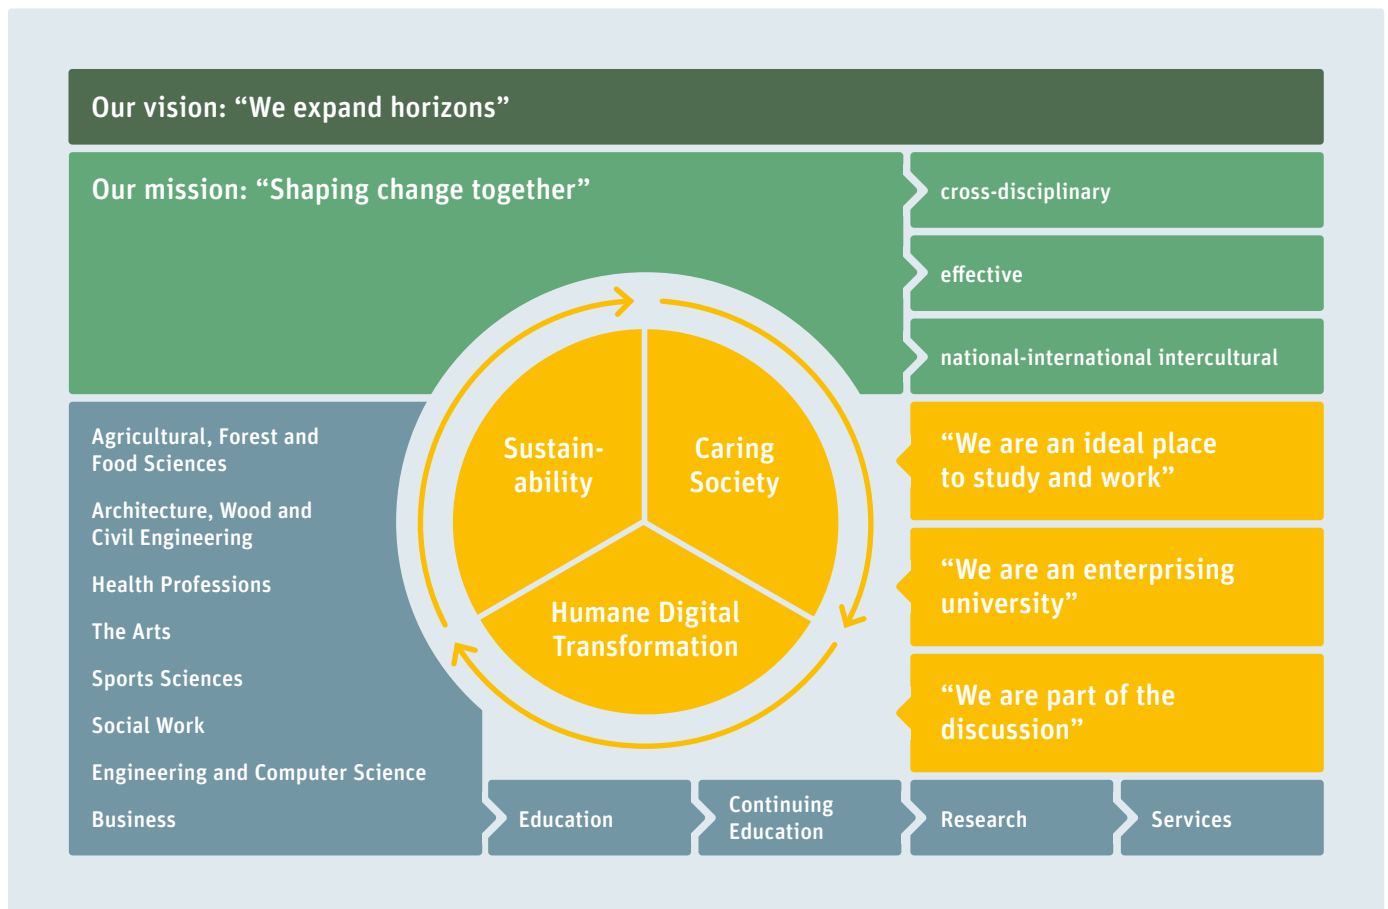 Our vision: “We expand horizons”
Our mission: “Shaping change together”
cross-disciplinary
effective
national-international intercultural
Sustain-
ability
Caring
Society
Humane Digital
Transformation
“We are an ideal place
to study and work”
“We are an enterprising
university”
“We are part of the
discussion”
Agricultural, Forest and
Food Sciences
Architecture, Wood and
Civil Engineering
Health Professions
The Arts
Sports Sciences
Social Work
Engineering and Computer Science
Business
Education
Continuing
Education
Research
Services